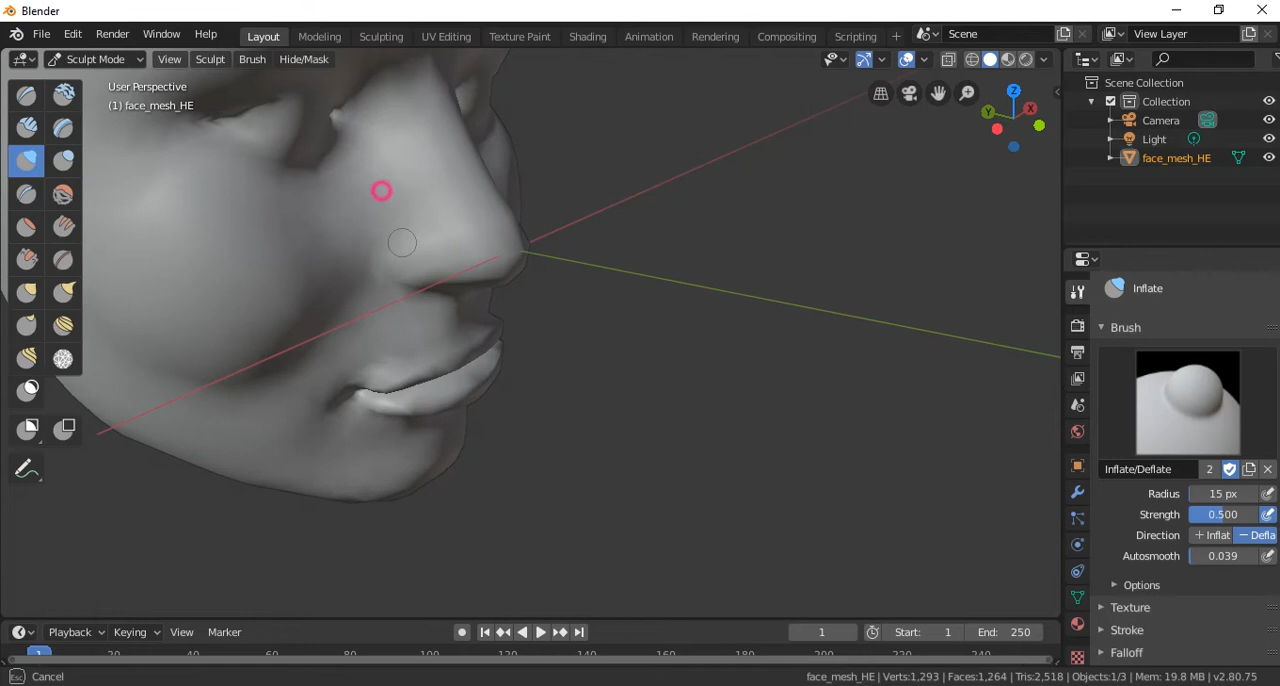 Blender
File Edit Render Window Help Layout Modeling Sculpting UV Editing Texture Paint Shading Animation Rendering Compositing Scripting + Scene View Layer
Sculpt Mode View Sculpt Brush Hide/Mask
User Perspective
(1) face_mesh_HE
Z
Y
X
Scene Collection
Collection
Camera
Light
face_mesh_HE
Inflate
Brush
Inflate/Deflate 2
Radius 15 px
Strength 0.500
Direction + Inflat − Defla
Autosmooth 0.039
Options
Texture
Stroke
Falloff
Playback Keying View Marker 1 Start: 1 End: 250
1 20 40 60 80 100 120 140 160 180 200 220 240
Esc Cancel face_mesh_HE | Verts:1,293 | Faces:1,264 | Tris:2,518 | Objects:1/3 | Mem: 19.8 MB | v2.80.75